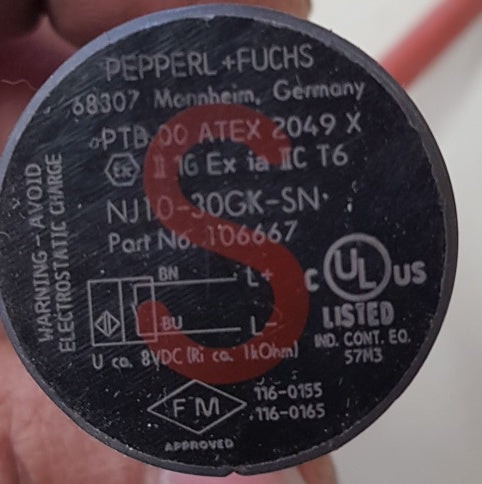 PEPPERL+FUCHS
68307 Mannheim, Germany
PTB 00 ATEX 2049 X
Ex II 1G Ex ia IIC T6
NJ10-30GK-SN
Part No. 106667
WARNING - AVOID
ELECTROSTATIC CHARGE
BN L+
BU L-
U ca. 8VDC (Ri ca. 1kOhm)
C UL US
LISTED
IND. CONT. EQ.
57M3
FM
APPROVED
116-0155
116-0165
S